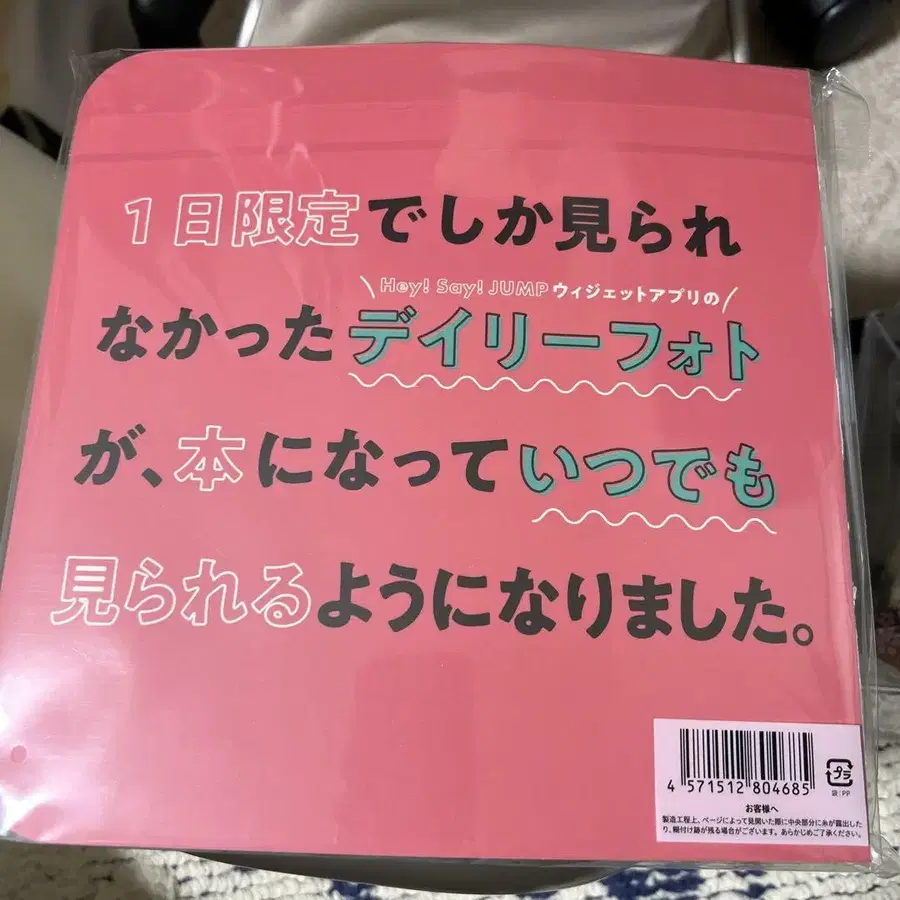 1日限定でしか見られ
Hey! Say! JUMPウィジェットアプリの
なかったデイリーフォト
が、本になっていつでも
見られるようになりました。
4 571512 804685
プラ
袋/PP
お客様へ
製造工程上、ページによって見開いた際に中央部分に糸が露出した
り、糊付け跡が残る場合がございます。あらかじめご了承ください。